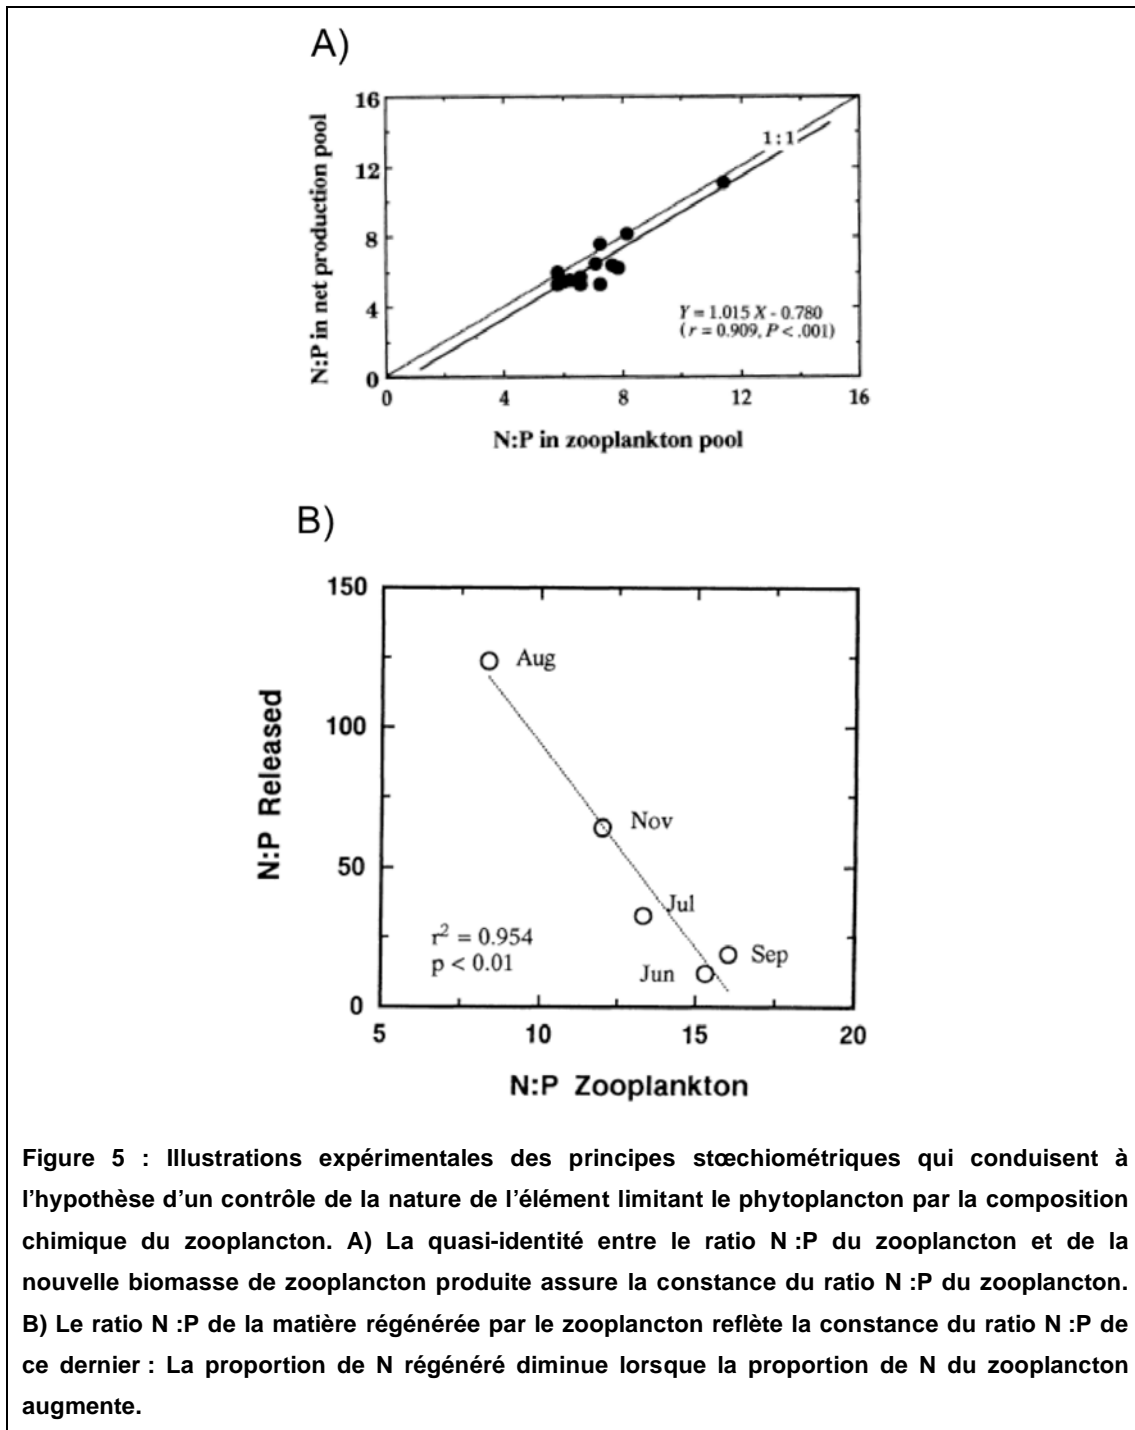 A)
16
12
8
4
0
N:P in net production pool
1:1
Y = 1.015 X - 0.780
(r = 0.909, P < .001)
0 4 8 12 16
N:P in zooplankton pool
B)
150
100
50
0
N:P Released
Aug
Nov
Jul
Sep
Jun
r² = 0.954
p < 0.01
5 10 15 20
N:P Zooplankton
Figure 5 : Illustrations expérimentales des principes stœchiométriques qui conduisent à
l’hypothèse d’un contrôle de la nature de l’élément limitant le phytoplancton par la composition
chimique du zooplancton. A) La quasi-identité entre le ratio N :P du zooplancton et de la
nouvelle biomasse de zooplancton produite assure la constance du ratio N :P du zooplancton.
B) Le ratio N :P de la matière régénérée par le zooplancton reflète la constance du ratio N :P de
ce dernier : La proportion de N régénéré diminue lorsque la proportion de N du zooplancton
augmente.